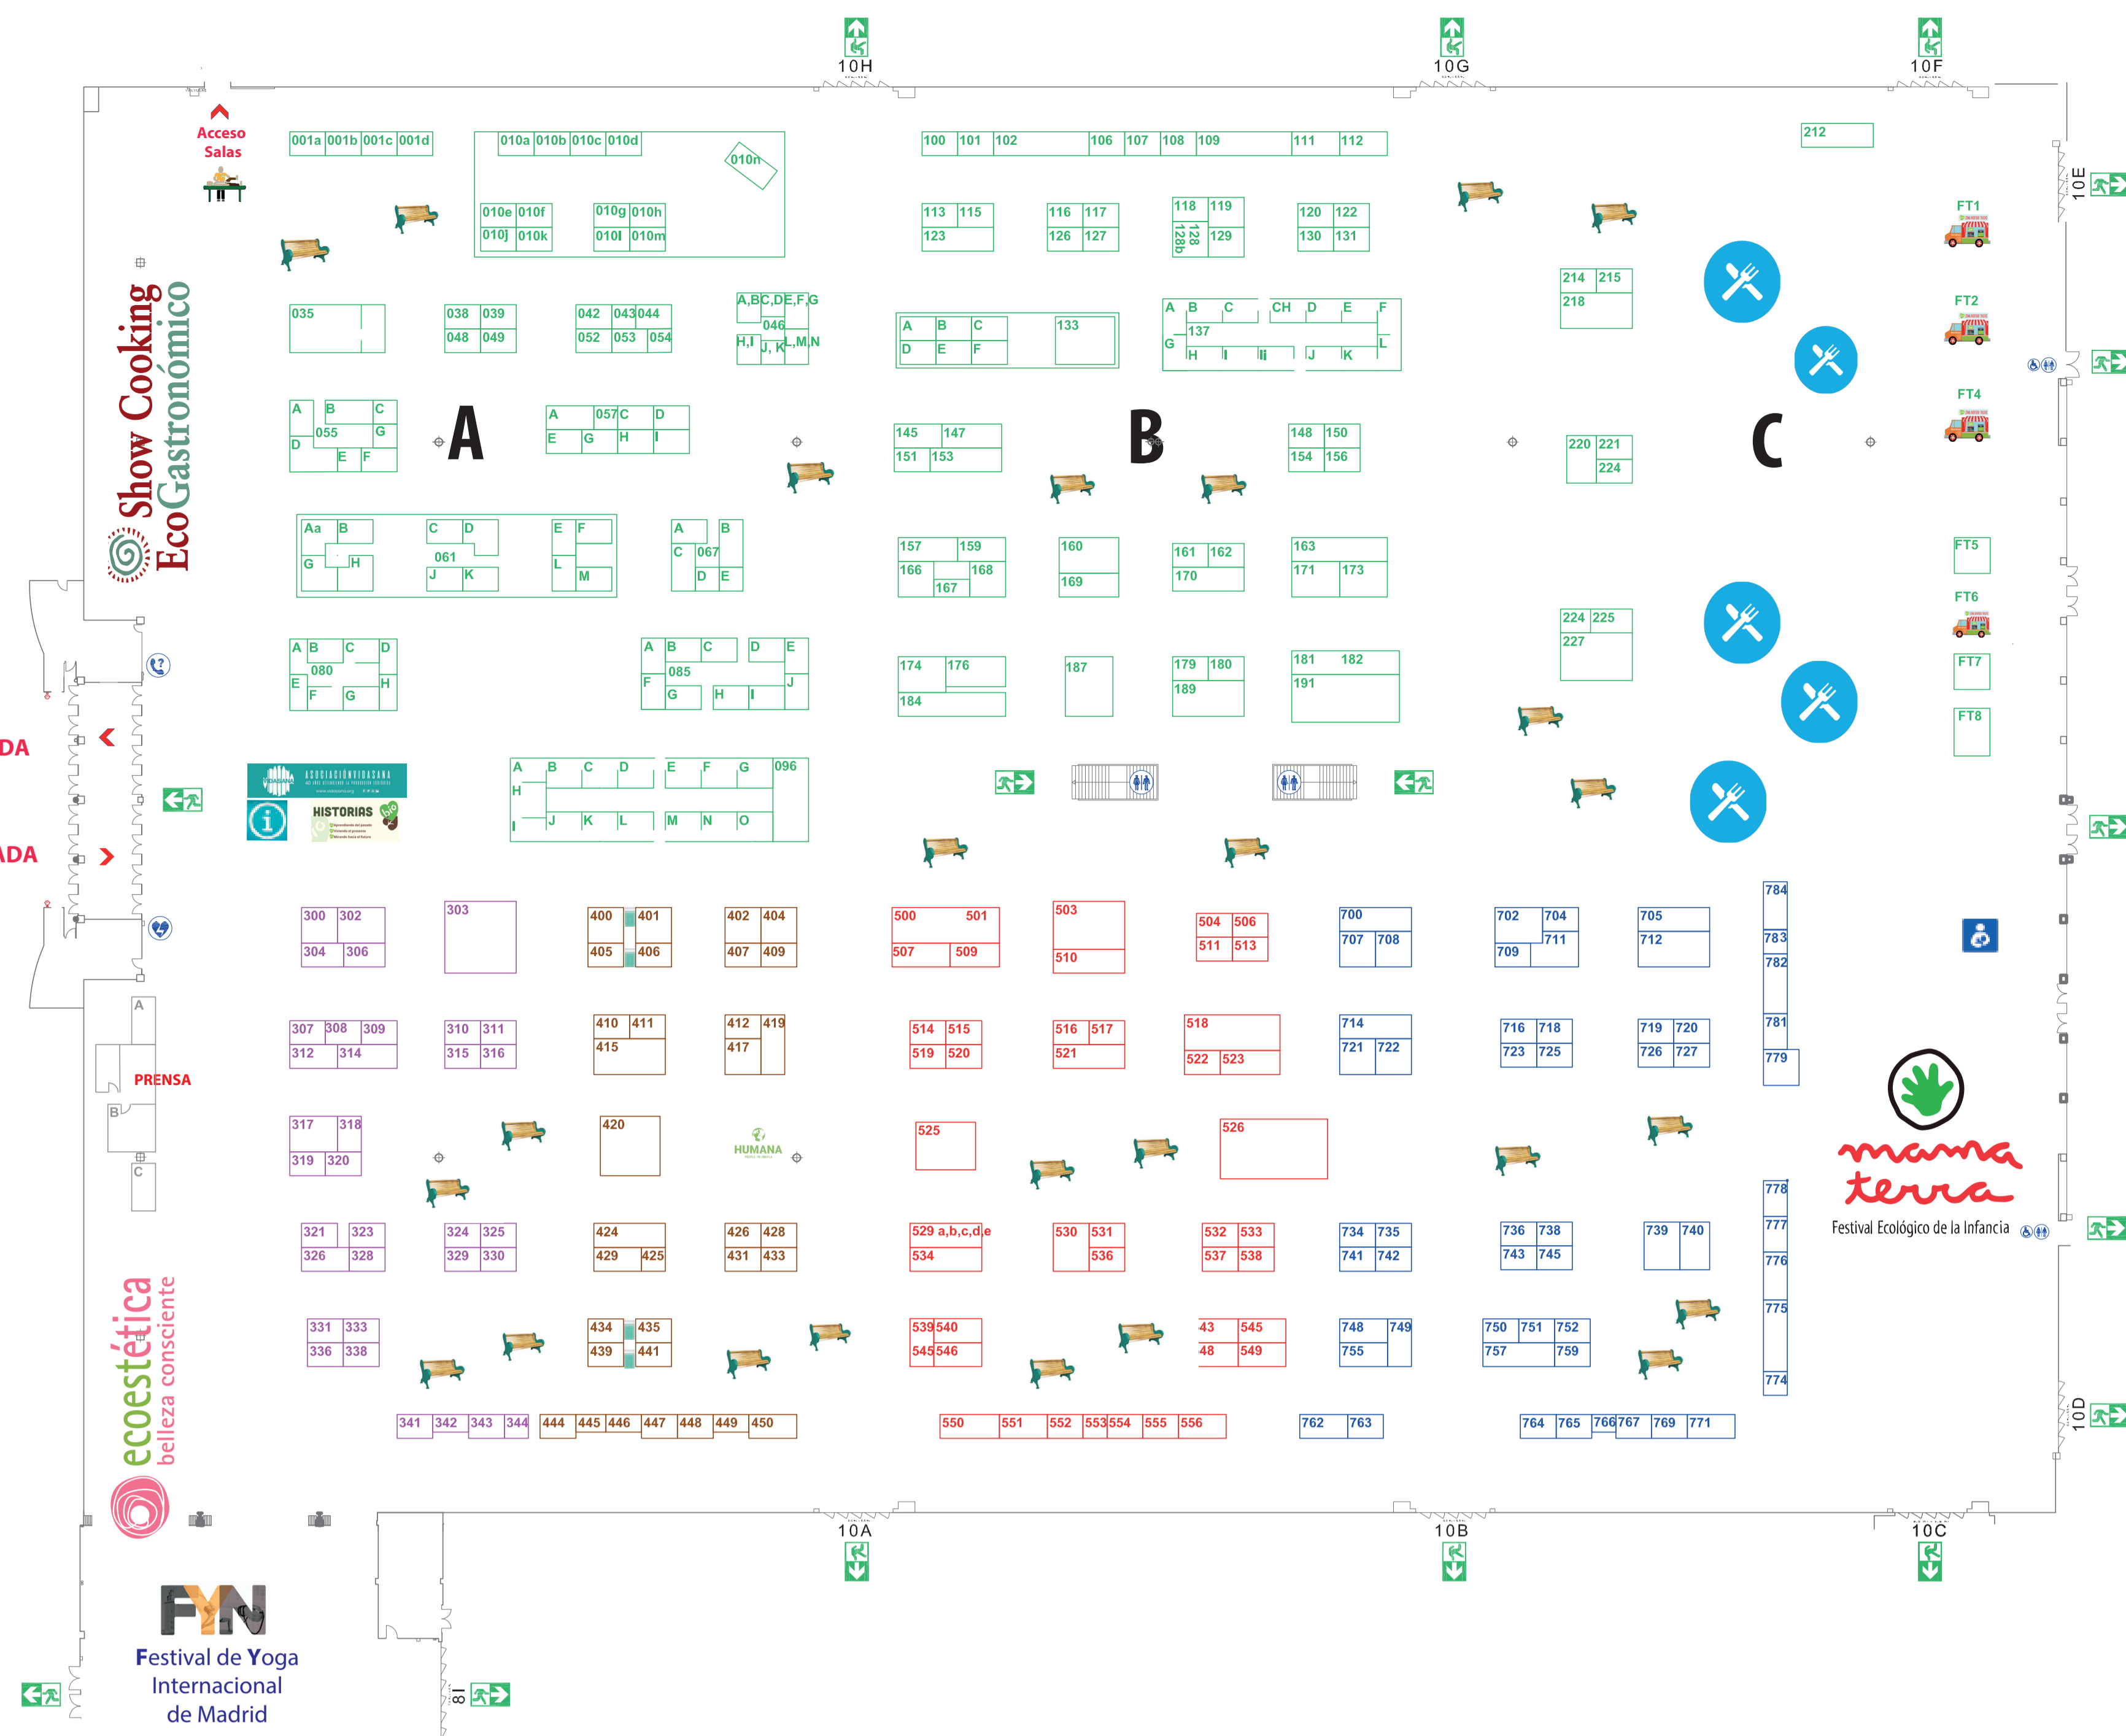 10H
10G
10F
Acceso
Salas
001a 001b 001c 001d
010a 010b 010c 010d
010n
100 101 102 106 107 108 109 111 112
212
10E
010e 010f 010g 010h
010j 010k 010l 010m
113 115 116 117 118 119 120 122
123 126 127 128b 128 129 130 131
FT1
214 215
218
Show Cooking
EcoGastronómico
035
038 039
048 049
042 043 044
052 053 054
A,B C,D E,F,G
046
H,I J, K L,M,N
A B C 133
D E F
A B C CH D E F
137
G H I Ii J K L
FT2
FT4
A B C
055 G
D E F
A
A 057 C D
E G H I
145 147
151 153
B
148 150
154 156
220 221
224
C
Aa B C D E F
061
G H J K L M
A B
C 067
D E
157 159
166 168
167
160
169
161 162
170
163
171 173
FT5
FT6
224 225
227
A B C D
080
E F G H
A B C D E
085
F G H I J
174 176
184
187
179 180
189
181 182
191
FT7
FT8
DA
ADA
VIDASANA
ASOCIACIÓNVIDASANA
www.vidasana.org
HISTORIAS bio
A B C D E F G 096
H
I J K L M N O
300 302
304 306
303
400 401
405 406
402 404
407 409
500 501
507 509
503
510
504 506
511 513
700
707 708
702 704
709 711
705
712
784
783
782
781
779
A
PRENSA
B
C
307 308 309
312 314
310 311
315 316
410 411
415
412 419
417
514 515
519 520
516 517
521
518
522 523
714
721 722
716 718
723 725
719 720
726 727
317 318
319 320
420
HUMANA
525
526
mama
terra
Festival Ecológico de la Infancia
778
777
776
775
774
321 323
326 328
324 325
329 330
424
429 425
426 428
431 433
529 a,b,c,d,e
534
530 531
536
532 533
537 538
734 735
741 742
736 738
743 745
739 740
ecoestética
belleza consciente
331 333
336 338
434 435
439 441
539 540
545 546
43 545
48 549
748 749
755
750 751 752
757 759
341 342 343 344 444 445 446 447 448 449 450
550 551 552 553 554 555 556
762 763
764 765 766 767 769 771
10D
10A
10B
10C
FYN
Festival de Yoga
Internacional
de Madrid
8I